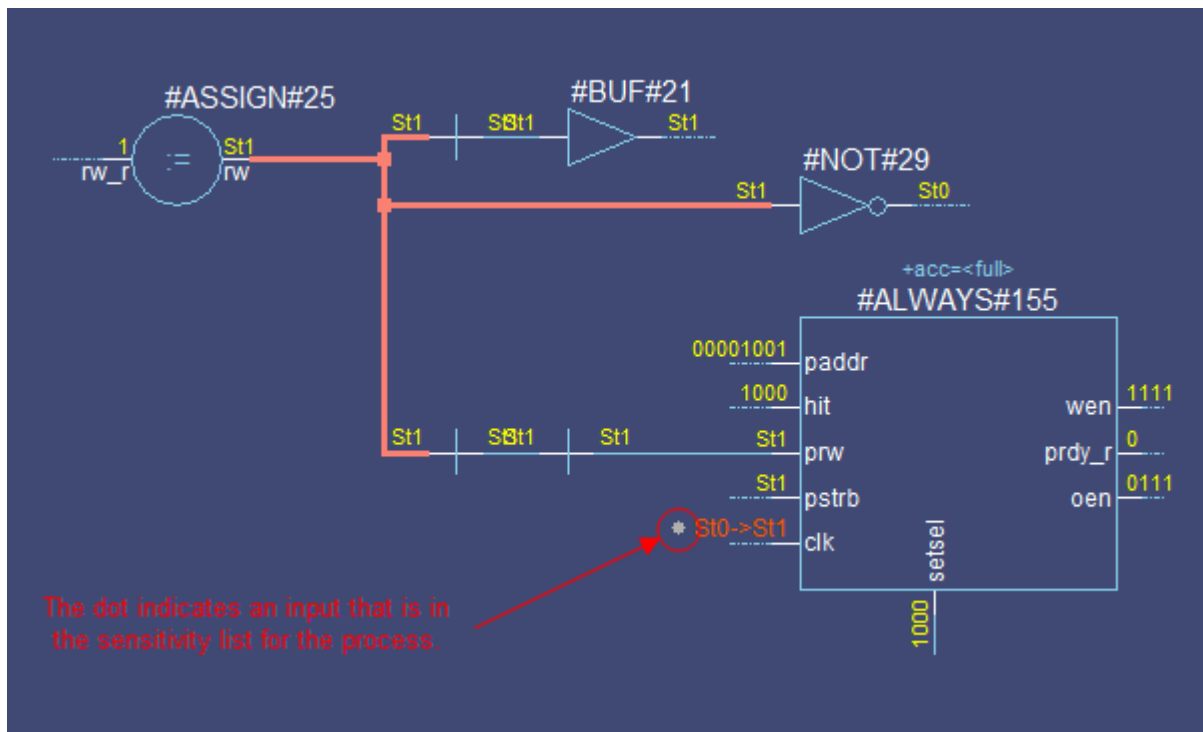 #ASSIGN#25
1
rw_r
:=
St1
rw
St1
St1
#BUF#21
St1
#NOT#29
St1
St0
+acc=<full>
#ALWAYS#155
00001001
paddr
1000
hit
wen
1111
St1
St1
St1
St1
prw
prdy_r
0
St1
pstrb
oen
0111
St0->St1
clk
setsel
1000
The dot indicates an input that is in
the sensitivity list for the process.